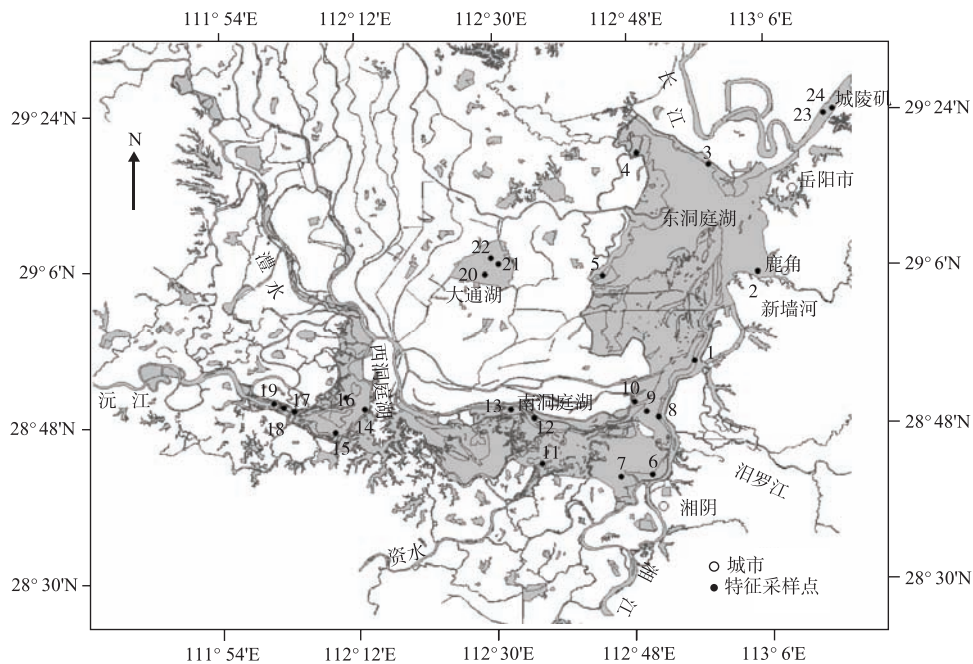 111° 54′E
112° 12′E
112° 30′E
112° 48′E
113° 6′E
29° 24′N
29° 24′N
N
长江
24
城陵矶
23
3
4
岳阳市
东洞庭湖
22
21
20
5
鹿角
2
大通湖
澧水
新墙河
29° 6′N
29° 6′N
1
西洞庭湖
沅江
19
17
16
13
南洞庭湖
10
9
8
18
14
12
15
28° 48′N
28° 48′N
11
7
6
汨罗江
湘阴
资水
湘江
城市
特征采样点
28° 30′N
28° 30′N
111° 54′E
112° 12′E
112° 30′E
112° 48′E
113° 6′E